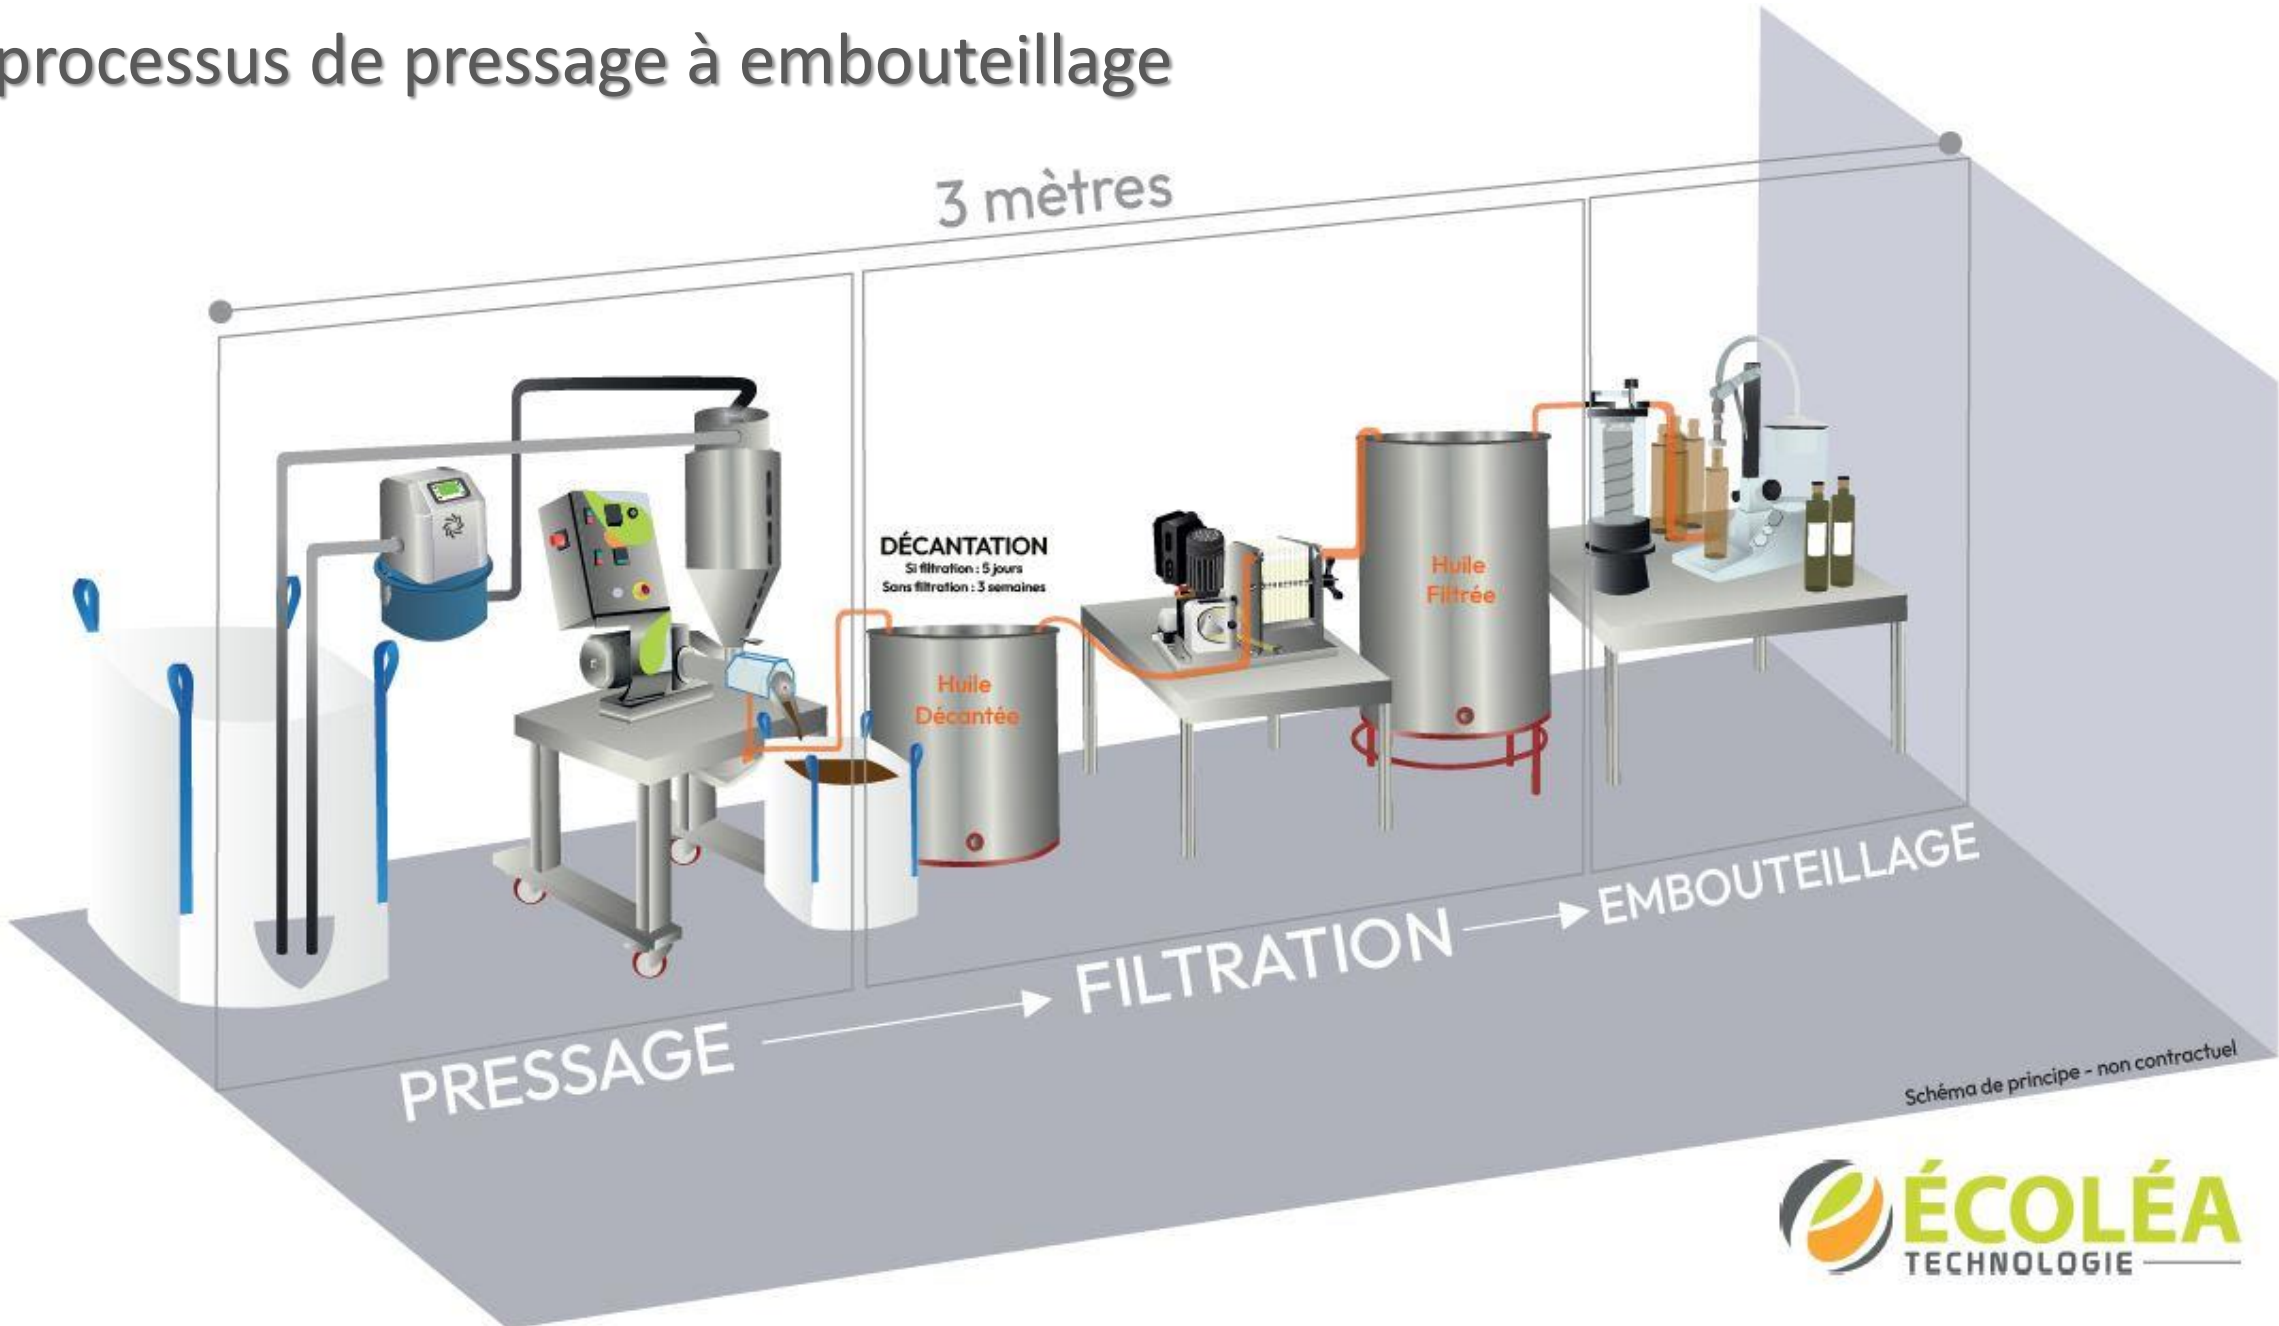 processus de pressage à embouteillage
3 mètres
DÉCANTATION
Si filtration : 5 jours
Sans filtration : 3 semaines
Huile
Décantée
Huile
Filtrée
PRESSAGE
FILTRATION
EMBOUTEILLAGE
Schéma de principe - non contractuel
ÉCOLÉA
TECHNOLOGIE